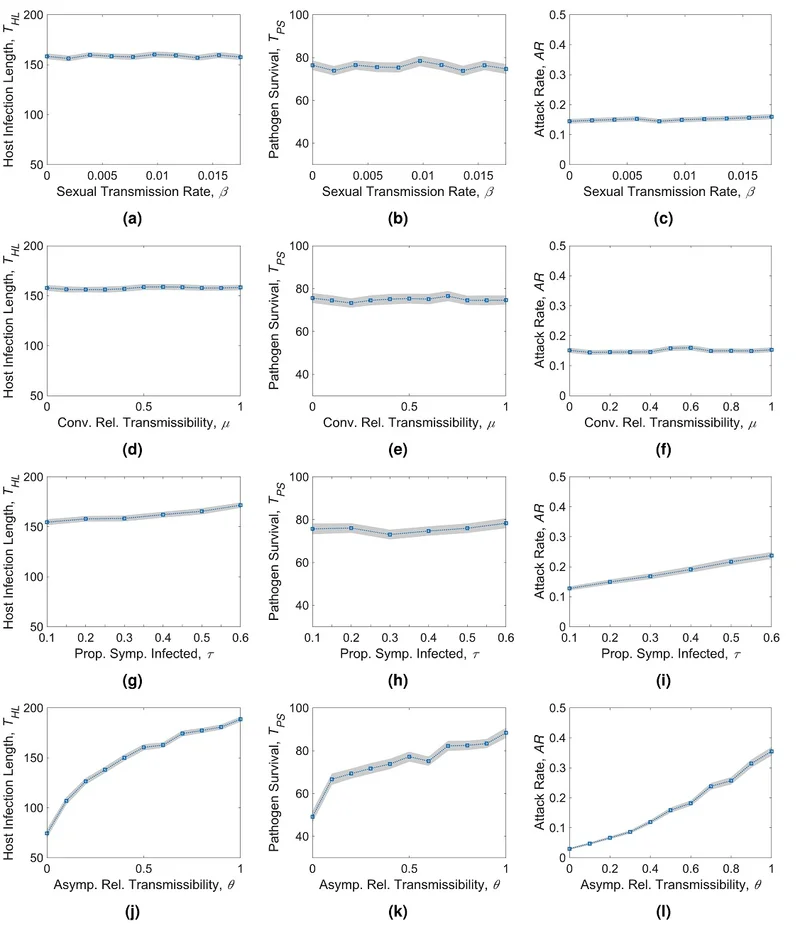 Host Infection Length, T_HL
200
150
100
50
0 0.005 0.01 0.015
Sexual Transmission Rate, β
(a)
Pathogen Survival, T_PS
100
80
60
40
0 0.005 0.01 0.015
Sexual Transmission Rate, β
(b)
Attack Rate, AR
0.5
0.4
0.3
0.2
0.1
0
0 0.005 0.01 0.015
Sexual Transmission Rate, β
(c)
Host Infection Length, T_HL
200
150
100
50
0 0.5 1
Conv. Rel. Transmissibility, μ
(d)
Pathogen Survival, T_PS
100
80
60
40
0 0.5 1
Conv. Rel. Transmissibility, μ
(e)
Attack Rate, AR
0.5
0.4
0.3
0.2
0.1
0
0 0.2 0.4 0.6 0.8 1
Conv. Rel. Transmissibility, μ
(f)
Host Infection Length, T_HL
200
150
100
50
0.1 0.2 0.3 0.4 0.5 0.6
Prop. Symp. Infected, τ
(g)
Pathogen Survival, T_PS
100
80
60
40
0.1 0.2 0.3 0.4 0.5 0.6
Prop. Symp. Infected, τ
(h)
Attack Rate, AR
0.5
0.4
0.3
0.2
0.1
0
0.1 0.2 0.3 0.4 0.5 0.6
Prop. Symp. Infected, τ
(i)
Host Infection Length, T_HL
200
150
100
50
0 0.5 1
Asymp. Rel. Transmissibility, θ
(j)
Pathogen Survival, T_PS
100
80
60
40
0 0.5 1
Asymp. Rel. Transmissibility, θ
(k)
Attack Rate, AR
0.5
0.4
0.3
0.2
0.1
0
0 0.2 0.4 0.6 0.8 1
Asymp. Rel. Transmissibility, θ
(l)